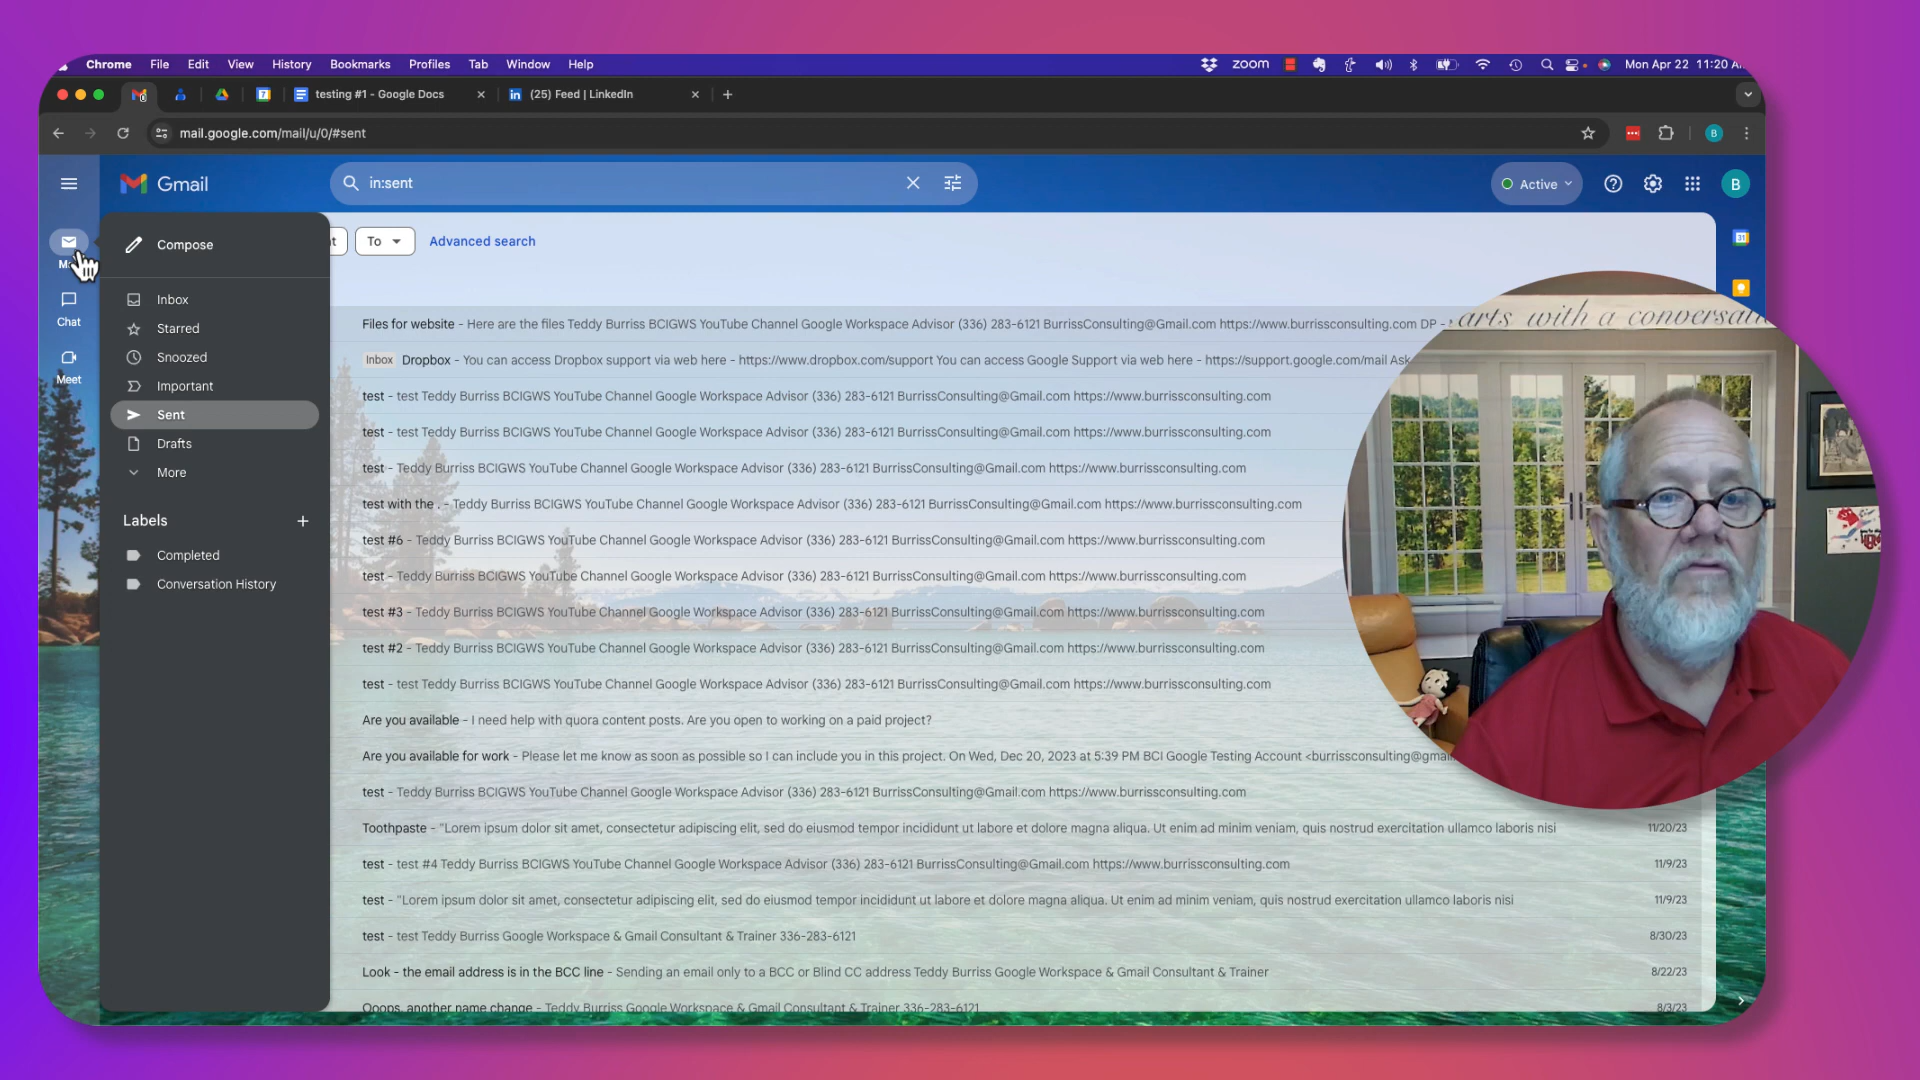 Chrome File Edit View History Bookmarks Profiles Tab Window Help zoom Mon Apr 22 11:20
testing #1 - Google Docs (25) Feed | LinkedIn
mail.google.com/mail/u/0/#sent B
Gmail in:sent Active B
Compose To Advanced search
Chat
Meet
Inbox
Starred
Snoozed
Important
Sent
Drafts
More
Labels
Completed
Conversation History
Files for website - Here are the files Teddy Burriss BCIGWS YouTube Channel Google Workspace Advisor (336) 283-6121 BurrissConsulting@Gmail.com https://www.burrissconsulting.com DP -
Inbox Dropbox - You can access Dropbox support via web here - https://www.dropbox.com/support You can access Google Support via web here - https://support.google.com/mail Ask
test - test Teddy Burriss BCIGWS YouTube Channel Google Workspace Advisor (336) 283-6121 BurrissConsulting@Gmail.com https://www.burrissconsulting.com
test - test Teddy Burriss BCIGWS YouTube Channel Google Workspace Advisor (336) 283-6121 BurrissConsulting@Gmail.com https://www.burrissconsulting.com
test - Teddy Burriss BCIGWS YouTube Channel Google Workspace Advisor (336) 283-6121 BurrissConsulting@Gmail.com https://www.burrissconsulting.com
test with the . - Teddy Burriss BCIGWS YouTube Channel Google Workspace Advisor (336) 283-6121 BurrissConsulting@Gmail.com https://www.burrissconsulting.com
test #6 - Teddy Burriss BCIGWS YouTube Channel Google Workspace Advisor (336) 283-6121 BurrissConsulting@Gmail.com https://www.burrissconsulting.com
test - Teddy Burriss BCIGWS YouTube Channel Google Workspace Advisor (336) 283-6121 BurrissConsulting@Gmail.com https://www.burrissconsulting.com
test #3 - Teddy Burriss BCIGWS YouTube Channel Google Workspace Advisor (336) 283-6121 BurrissConsulting@Gmail.com https://www.burrissconsulting.com
test #2 - Teddy Burriss BCIGWS YouTube Channel Google Workspace Advisor (336) 283-6121 BurrissConsulting@Gmail.com https://www.burrissconsulting.com
test - test Teddy Burriss BCIGWS YouTube Channel Google Workspace Advisor (336) 283-6121 BurrissConsulting@Gmail.com https://www.burrissconsulting.com
Are you available - I need help with quora content posts. Are you open to working on a paid project?
Are you available for work - Please let me know as soon as possible so I can include you in this project. On Wed, Dec 20, 2023 at 5:39 PM BCI Google Testing Account <burrissconsulting@gmail
test - Teddy Burriss BCIGWS YouTube Channel Google Workspace Advisor (336) 283-6121 BurrissConsulting@Gmail.com https://www.burrissconsulting.com
Toothpaste - "Lorem ipsum dolor sit amet, consectetur adipiscing elit, sed do eiusmod tempor incididunt ut labore et dolore magna aliqua. Ut enim ad minim veniam, quis nostrud exercitation ullamco laboris nisi 11/20/23
test - test #4 Teddy Burriss BCIGWS YouTube Channel Google Workspace Advisor (336) 283-6121 BurrissConsulting@Gmail.com https://www.burrissconsulting.com 11/9/23
test - "Lorem ipsum dolor sit amet, consectetur adipiscing elit, sed do eiusmod tempor incididunt ut labore et dolore magna aliqua. Ut enim ad minim veniam, quis nostrud exercitation ullamco laboris nisi 11/9/23
test - test Teddy Burriss Google Workspace & Gmail Consultant & Trainer 336-283-6121 8/30/23
Look - the email address is in the BCC line - Sending an email only to a BCC or Blind CC address Teddy Burriss Google Workspace & Gmail Consultant & Trainer 8/22/23
Ooops, another name change - Teddy Burriss Google Workspace & Gmail Consultant & Trainer 336-283-6121 8/3/23
arts with a conversati